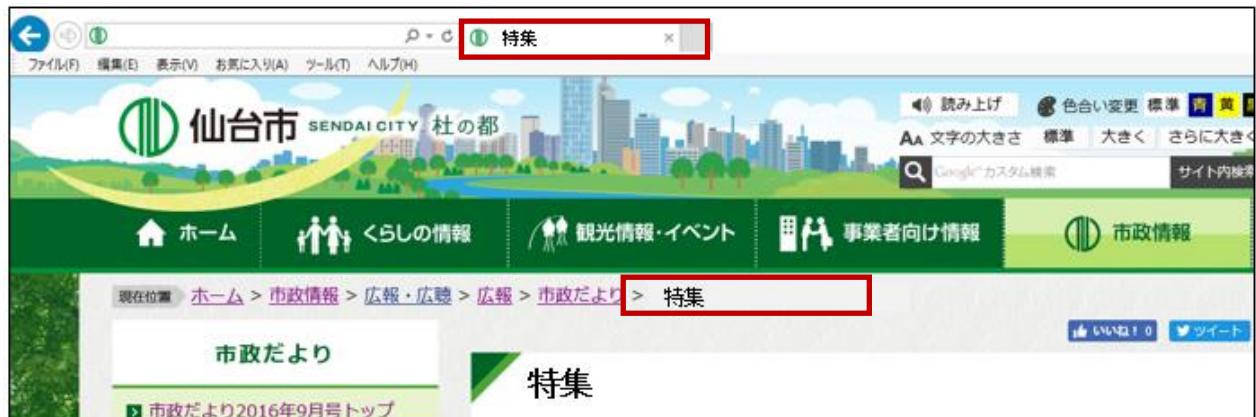 特集 ×
ファイル(F) 編集(E) 表示(V) お気に入り(A) ツール(T) ヘルプ(H)
仙台市 SENDAI CITY 杜の都
読み上げ 色合い変更 標準 青 黄
AA 文字の大きさ 標準 大きく さらに大きく
Google カスタム検索 サイト内検索
ホーム くらしの情報 観光情報・イベント 事業者向け情報 市政情報
現在位置 ホーム > 市政情報 > 広報・広聴 > 広報 > 市政だより > 特集
いいね! 0 ツイート
市政だより
特集
市政だより2016年9月号トップ